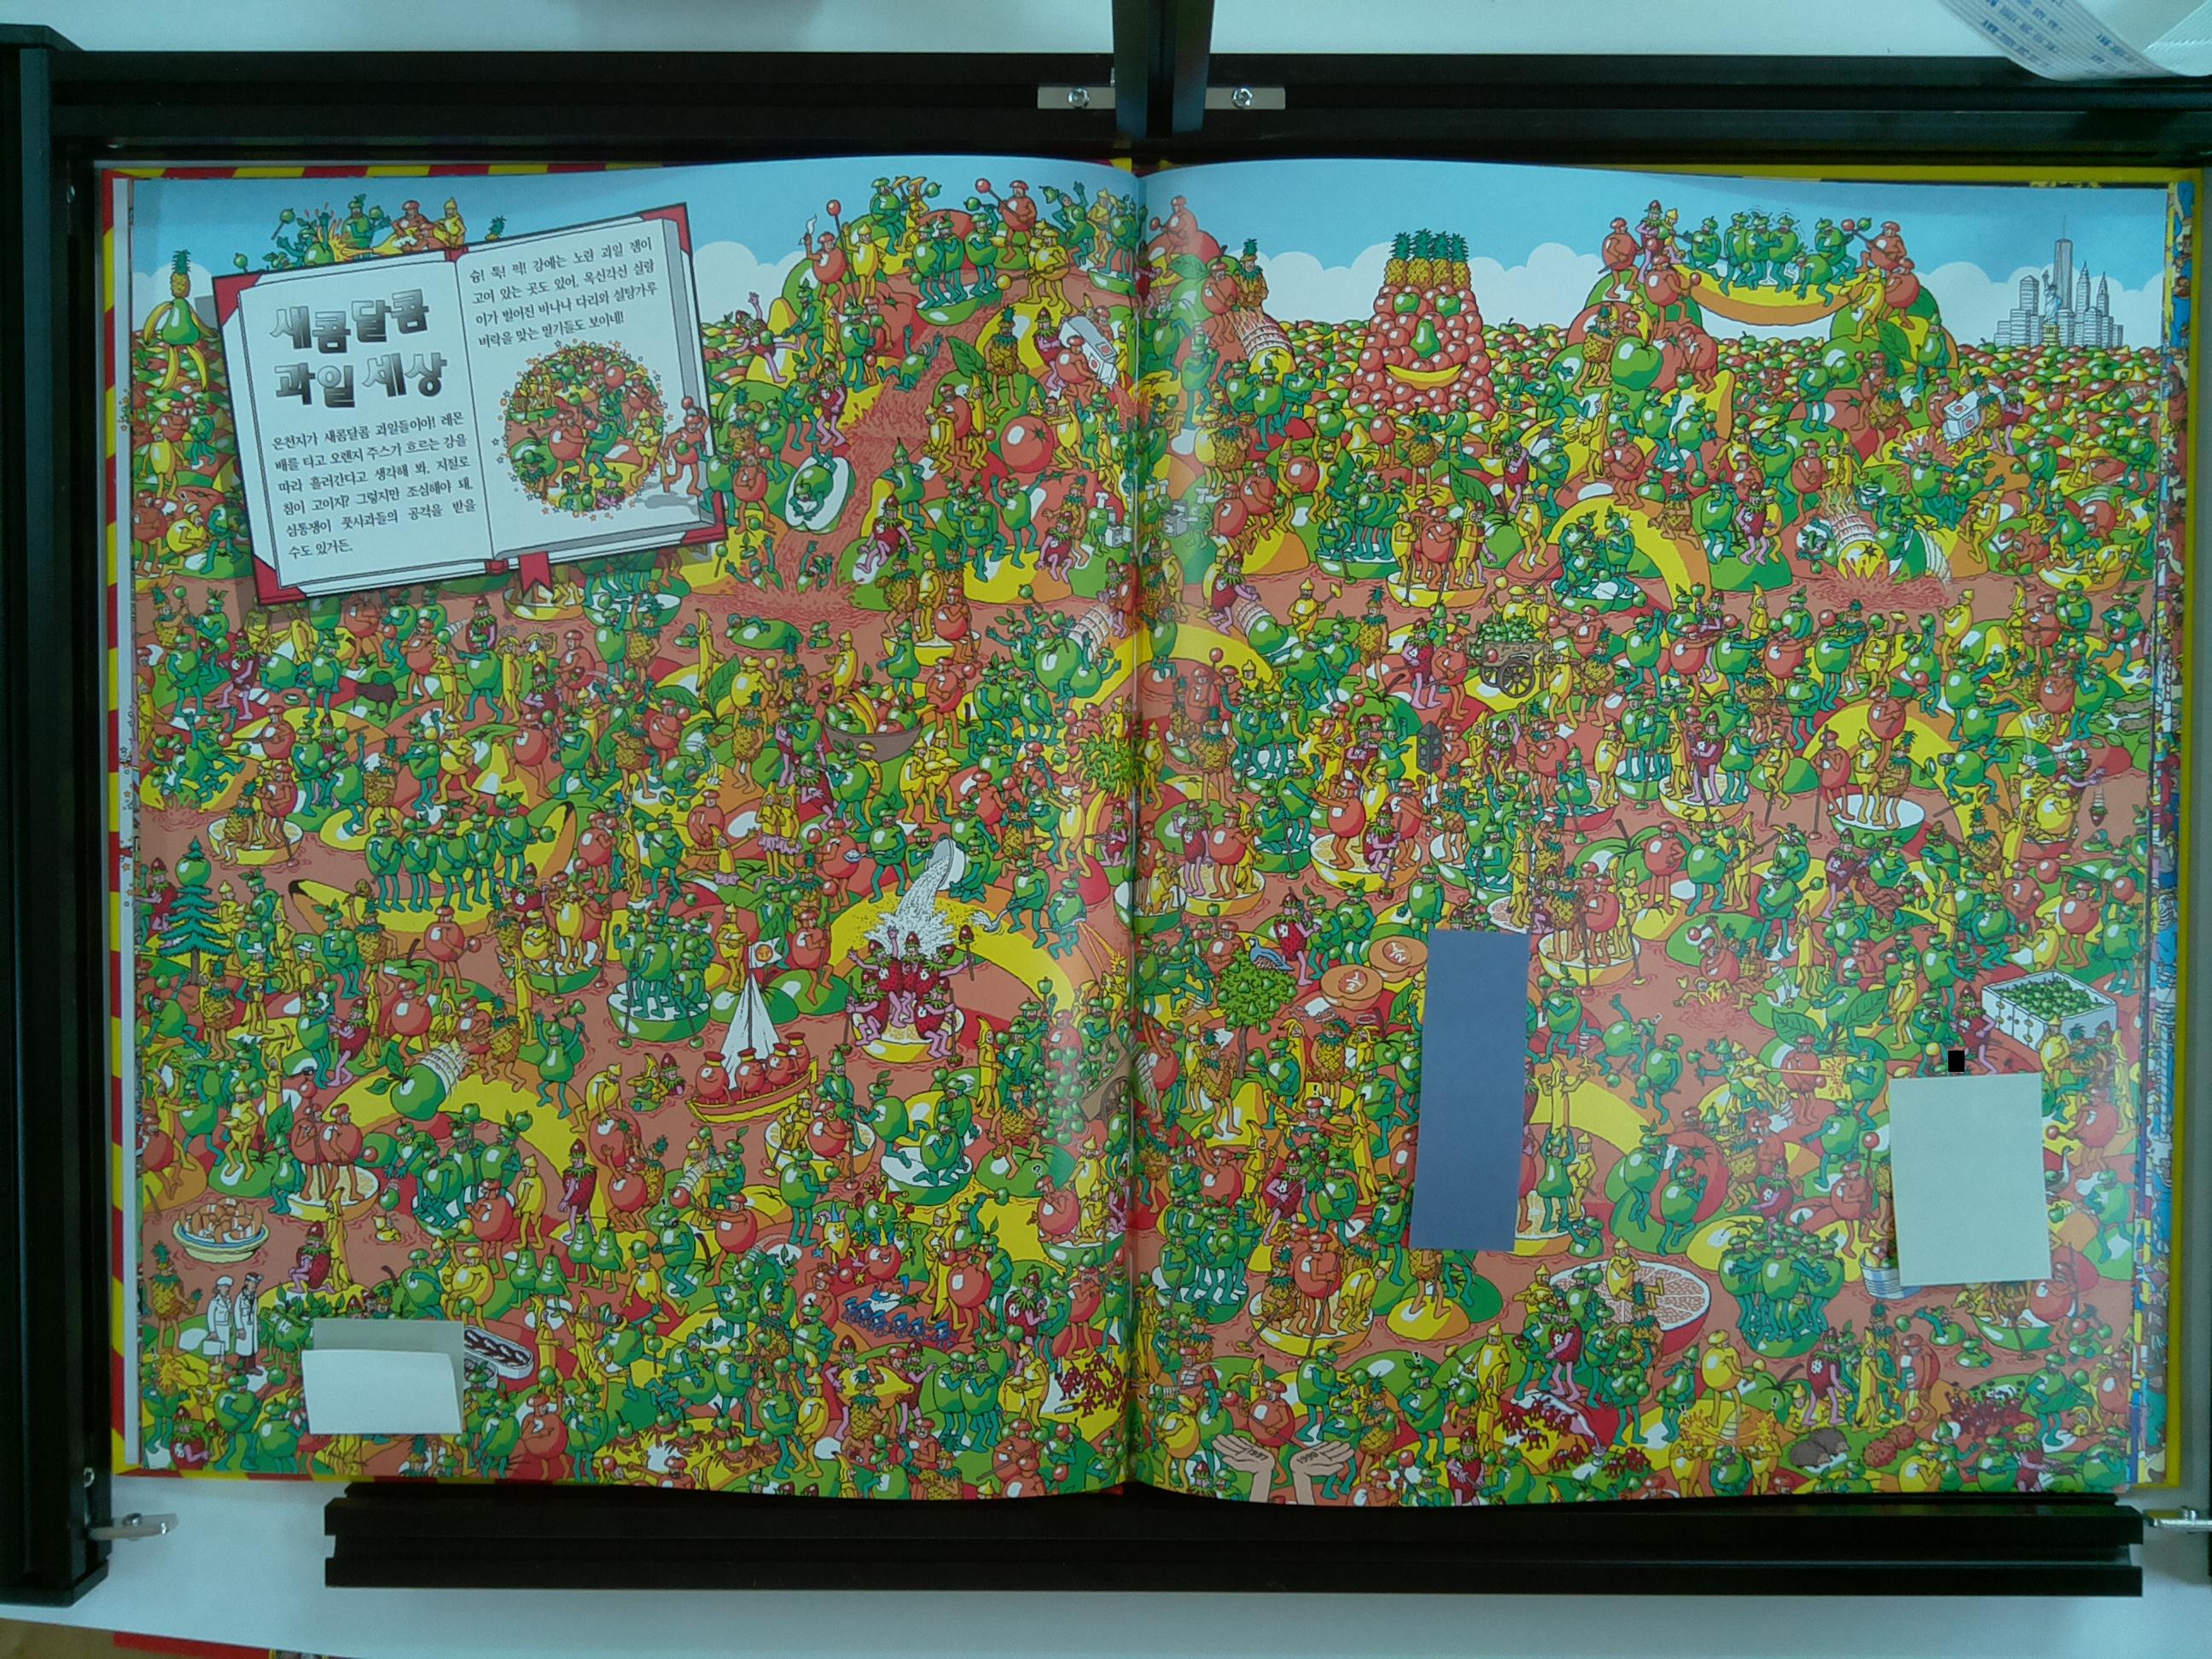 새콤달콤
과일 세상
온천지가 새콤달콤 과일들이야! 레몬
배를 타고 오렌지 주스가 흐르는 강을
따라 흘러간다고 생각해 봐. 저절로
침이 고이지? 그렇지만 조심해야 돼.
심통쟁이 풋사과들의 공격을 받을
수도 있거든.
슝! 툭! 퍽! 강에는 노란 과일 잼이
고여 있는 곳도 있어. 옥신각신 실랑
이가 벌어진 바나나 다리와 설탕가루
벼락을 맞는 딸기들도 보이네!
1997
1998